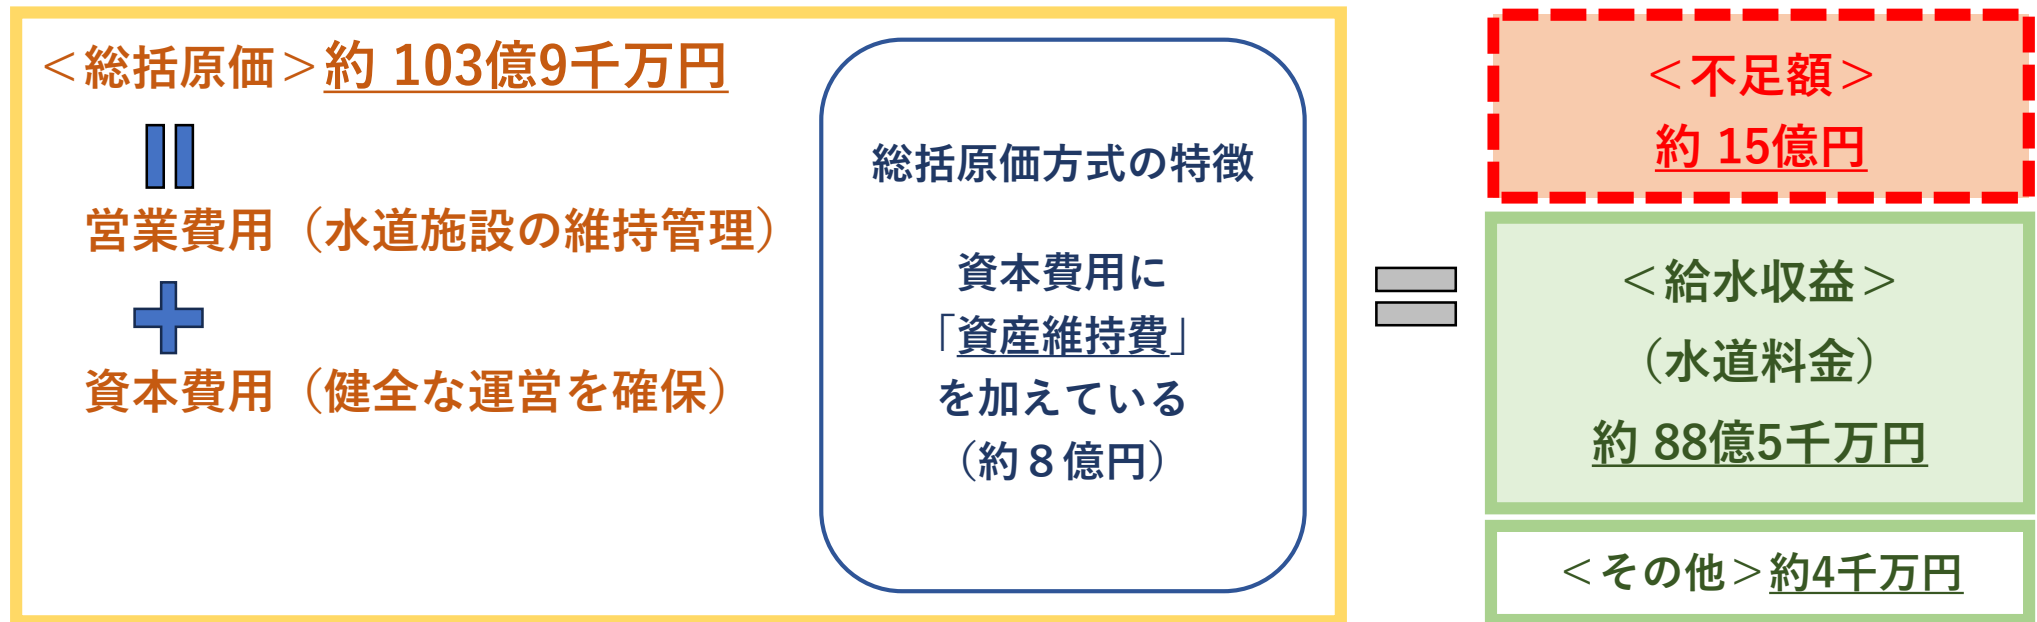 ＜総括原価＞約 103億9千万円
営業費用（水道施設の維持管理）
資本費用（健全な運営を確保）
総括原価方式の特徴
資本費用に
「資産維持費」
を加えている
（約８億円）
＜不足額＞
約 15億円
＜給水収益＞
（水道料金）
約 88億5千万円
＜その他＞約4千万円